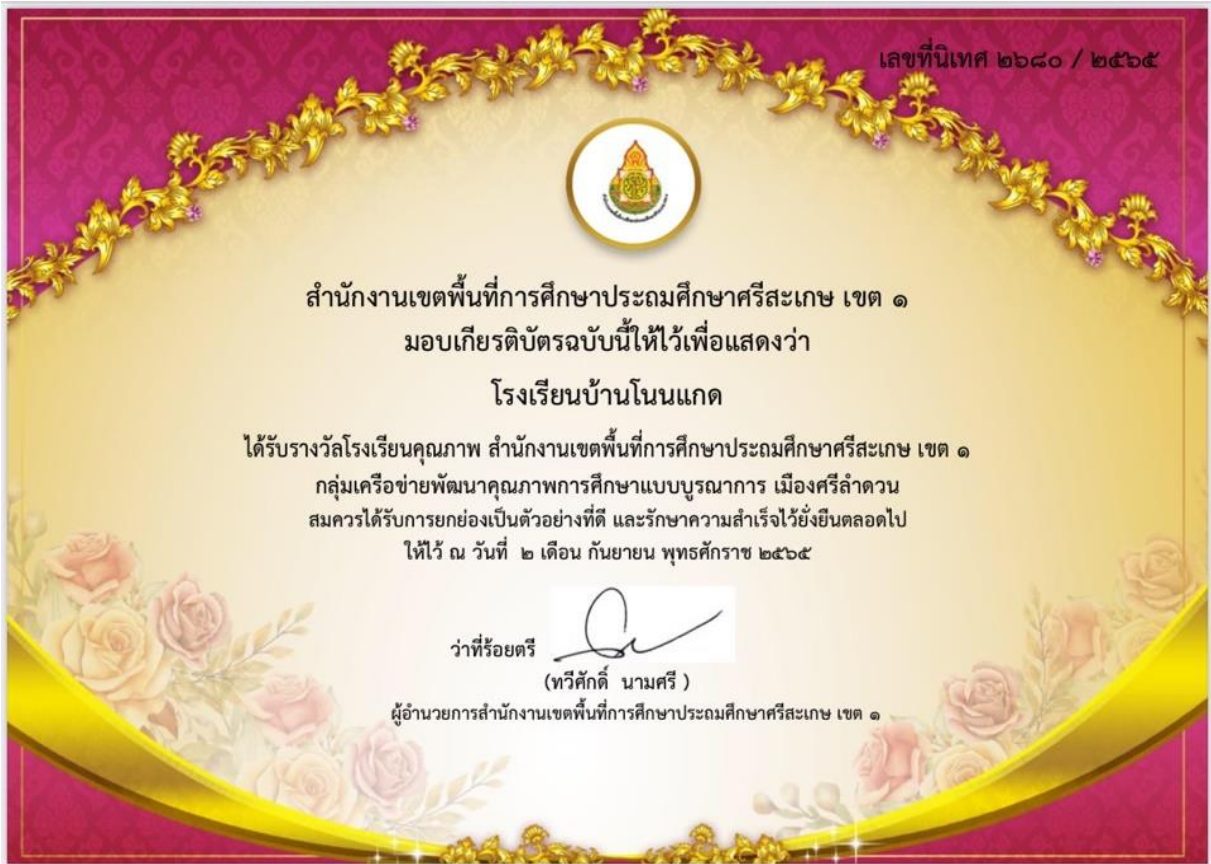 เลขที่นิเทศ ๒๖๘๐ / ๒๕๖๕
สำนักงานเขตพื้นที่การศึกษาประถมศึกษาศรีสะเกษ เขต ๑
มอบเกียรติบัตรฉบับนี้ให้ไว้เพื่อแสดงว่า
โรงเรียนบ้านโนนแกด
ได้รับรางวัลโรงเรียนคุณภาพ สำนักงานเขตพื้นที่การศึกษาประถมศึกษาศรีสะเกษ เขต ๑
กลุ่มเครือข่ายพัฒนาคุณภาพการศึกษาแบบบูรณาการ เมืองศรีลำดวน
สมควรได้รับการยกย่องเป็นตัวอย่างที่ดี และรักษาความสำเร็จไว้ยั่งยืนตลอดไป
ให้ไว้ ณ วันที่ ๒ เดือน กันยายน พุทธศักราช ๒๕๖๕
ว่าที่ร้อยตรี
(ทวีศักดิ์ นามศรี )
ผู้อำนวยการสำนักงานเขตพื้นที่การศึกษาประถมศึกษาศรีสะเกษ เขต ๑